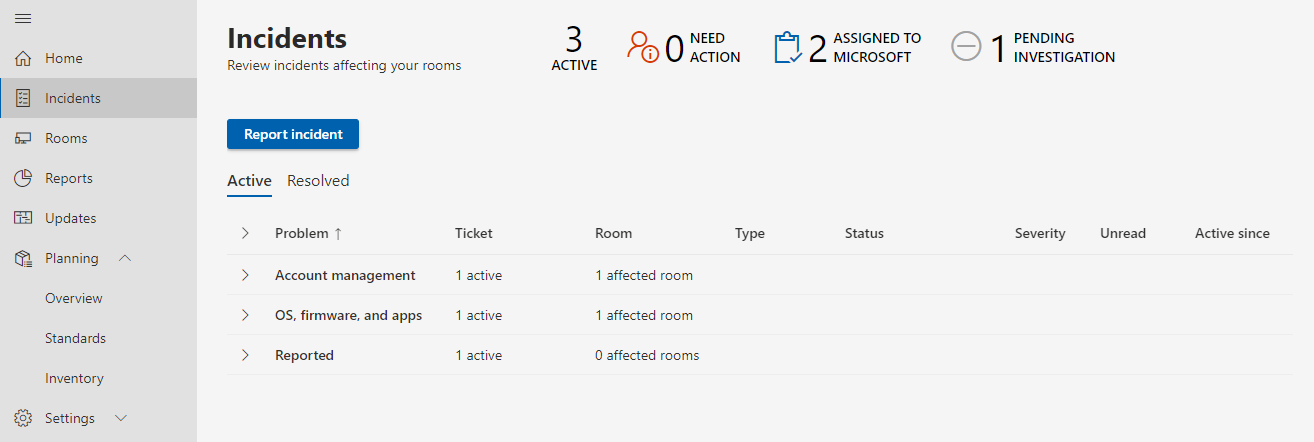 Home
Incidents
Rooms
Reports
Updates
Planning
Overview
Standards
Inventory
Settings
Incidents
Review incidents affecting your rooms
3
ACTIVE
0 NEED
ACTION
2 ASSIGNED TO
MICROSOFT
1 PENDING
INVESTIGATION
Report incident
Active Resolved
Problem ↑ Ticket Room Type Status Severity Unread Active since
Account management 1 active 1 affected room
OS, firmware, and apps 1 active 1 affected room
Reported 1 active 0 affected rooms